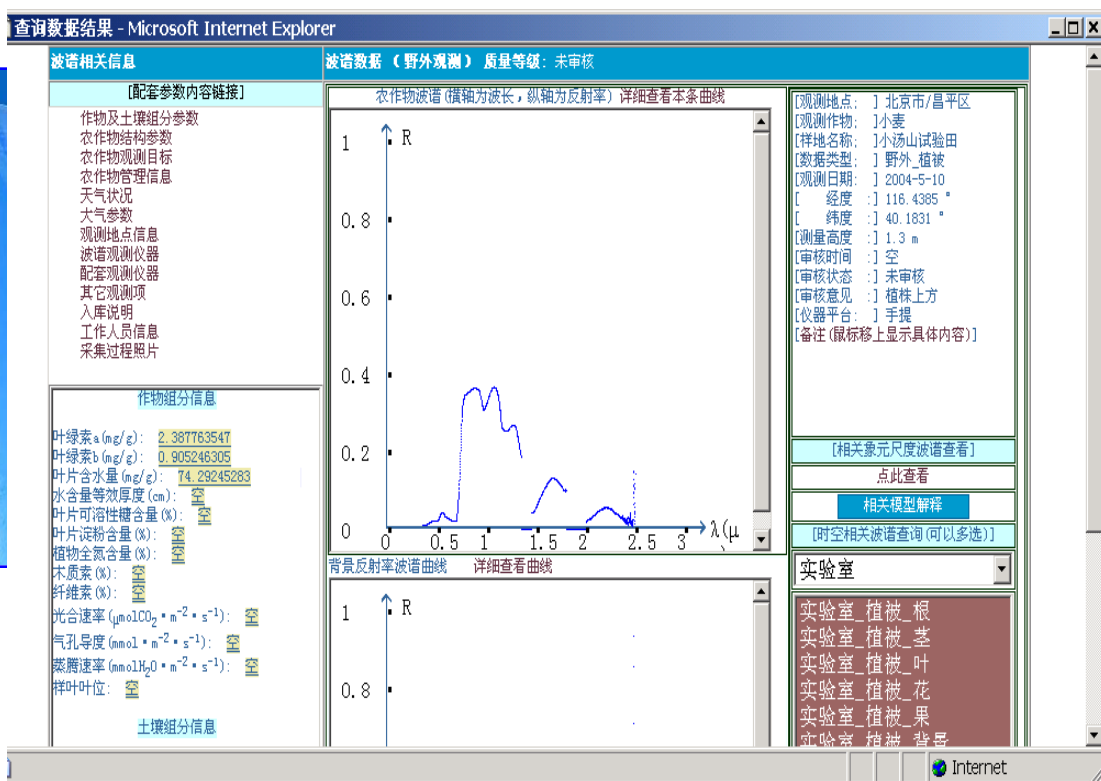 查询数据结果 - Microsoft Internet Explorer
波谱相关信息
[配套参数内容链接]
作物及土壤组分参数
农作物结构参数
农作物观测目标
农作物管理信息
天气状况
大气参数
观测地点信息
波谱观测仪器
配套观测仪器
其它观测项
入库说明
工作人员信息
采集过程照片
作物组分信息
叶绿素a(mg/g): 2.387763547
叶绿素b(mg/g): 0.905246305
叶片含水量(mg/g): 74.29245283
水含量等效厚度(cm): 空
叶片可溶性糖含量(%): 空
叶片淀粉含量(%): 空
植物全氮含量(%): 空
木质素(%): 空
纤维素(%): 空
光合速率(μmolCO₂·m⁻²·s⁻¹): 空
气孔导度(mmol·m⁻²·s⁻¹): 空
蒸腾速率(mmolH₂O·m⁻²·s⁻¹): 空
样叶叶位: 空
土壤组分信息
波谱数据 (野外观测) 质量等级: 未审核
农作物波谱(横轴为波长,纵轴为反射率) 详细查看本条曲线
R
1
0.8
0.6
0.4
0.2
0
0 0.5 1 1.5 2 2.5 3 λ(μ
背景反射率波谱曲线 详细查看曲线
R
1
0.8
[观测地点: ] 北京市/昌平区
[观测作物: ]小麦
[样地名称: ]小汤山试验田
[数据类型: ] 野外_植被
[观测日期: ] 2004-5-10
[ 经度 :] 116.4385 °
[ 纬度 :] 40.1831 °
[测量高度 :] 1.3 m
[审核时间 :] 空
[审核状态 :] 未审核
[审核意见 :] 植株上方
[仪器平台: ] 手提
[备注(鼠标移上显示具体内容)]
[相关象元尺度波谱查看]
点此查看
相关模型解释
[时空相关波谱查询(可以多选)]
实验室
实验室_植被_根
实验室_植被_茎
实验室_植被_叶
实验室_植被_花
实验室_植被_果
实验室_植被_背景
Internet